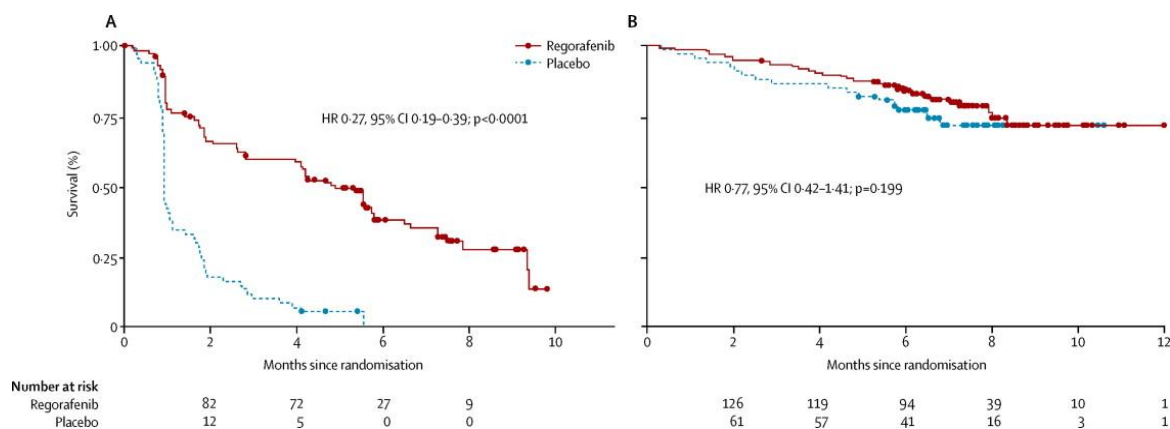 A
Regorafenib
Placebo
HR 0·27, 95% CI 0·19–0·39; p<0·0001
Survival (%)
1·00
0·75
0·50
0·25
0
0 2 4 6 8 10
Months since randomisation
B
HR 0·77, 95% CI 0·42–1·41; p=0·199
0 2 4 6 8 10 12
Months since randomisation
Number at risk
Regorafenib 82 72 27 9 126 119 94 39 10 1
Placebo 12 5 0 0 61 57 41 16 3 1